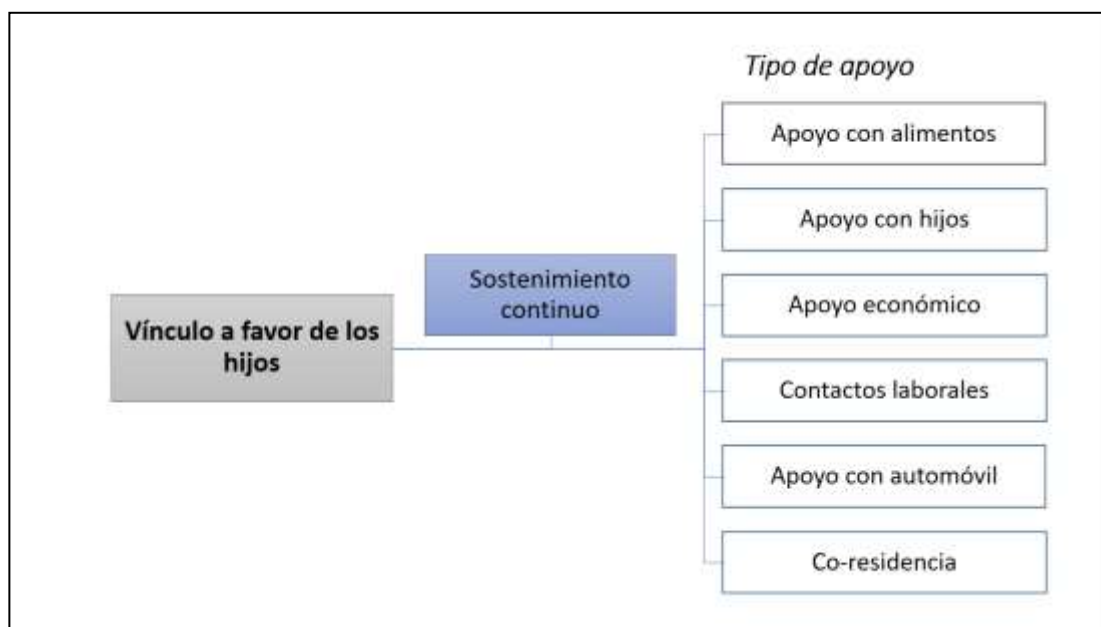 Tipo de apoyo
Apoyo con alimentos
Apoyo con hijos
Sostenimiento
continuo
Vínculo a favor de los
hijos
Apoyo económico
Contactos laborales
Apoyo con automóvil
Co-residencia